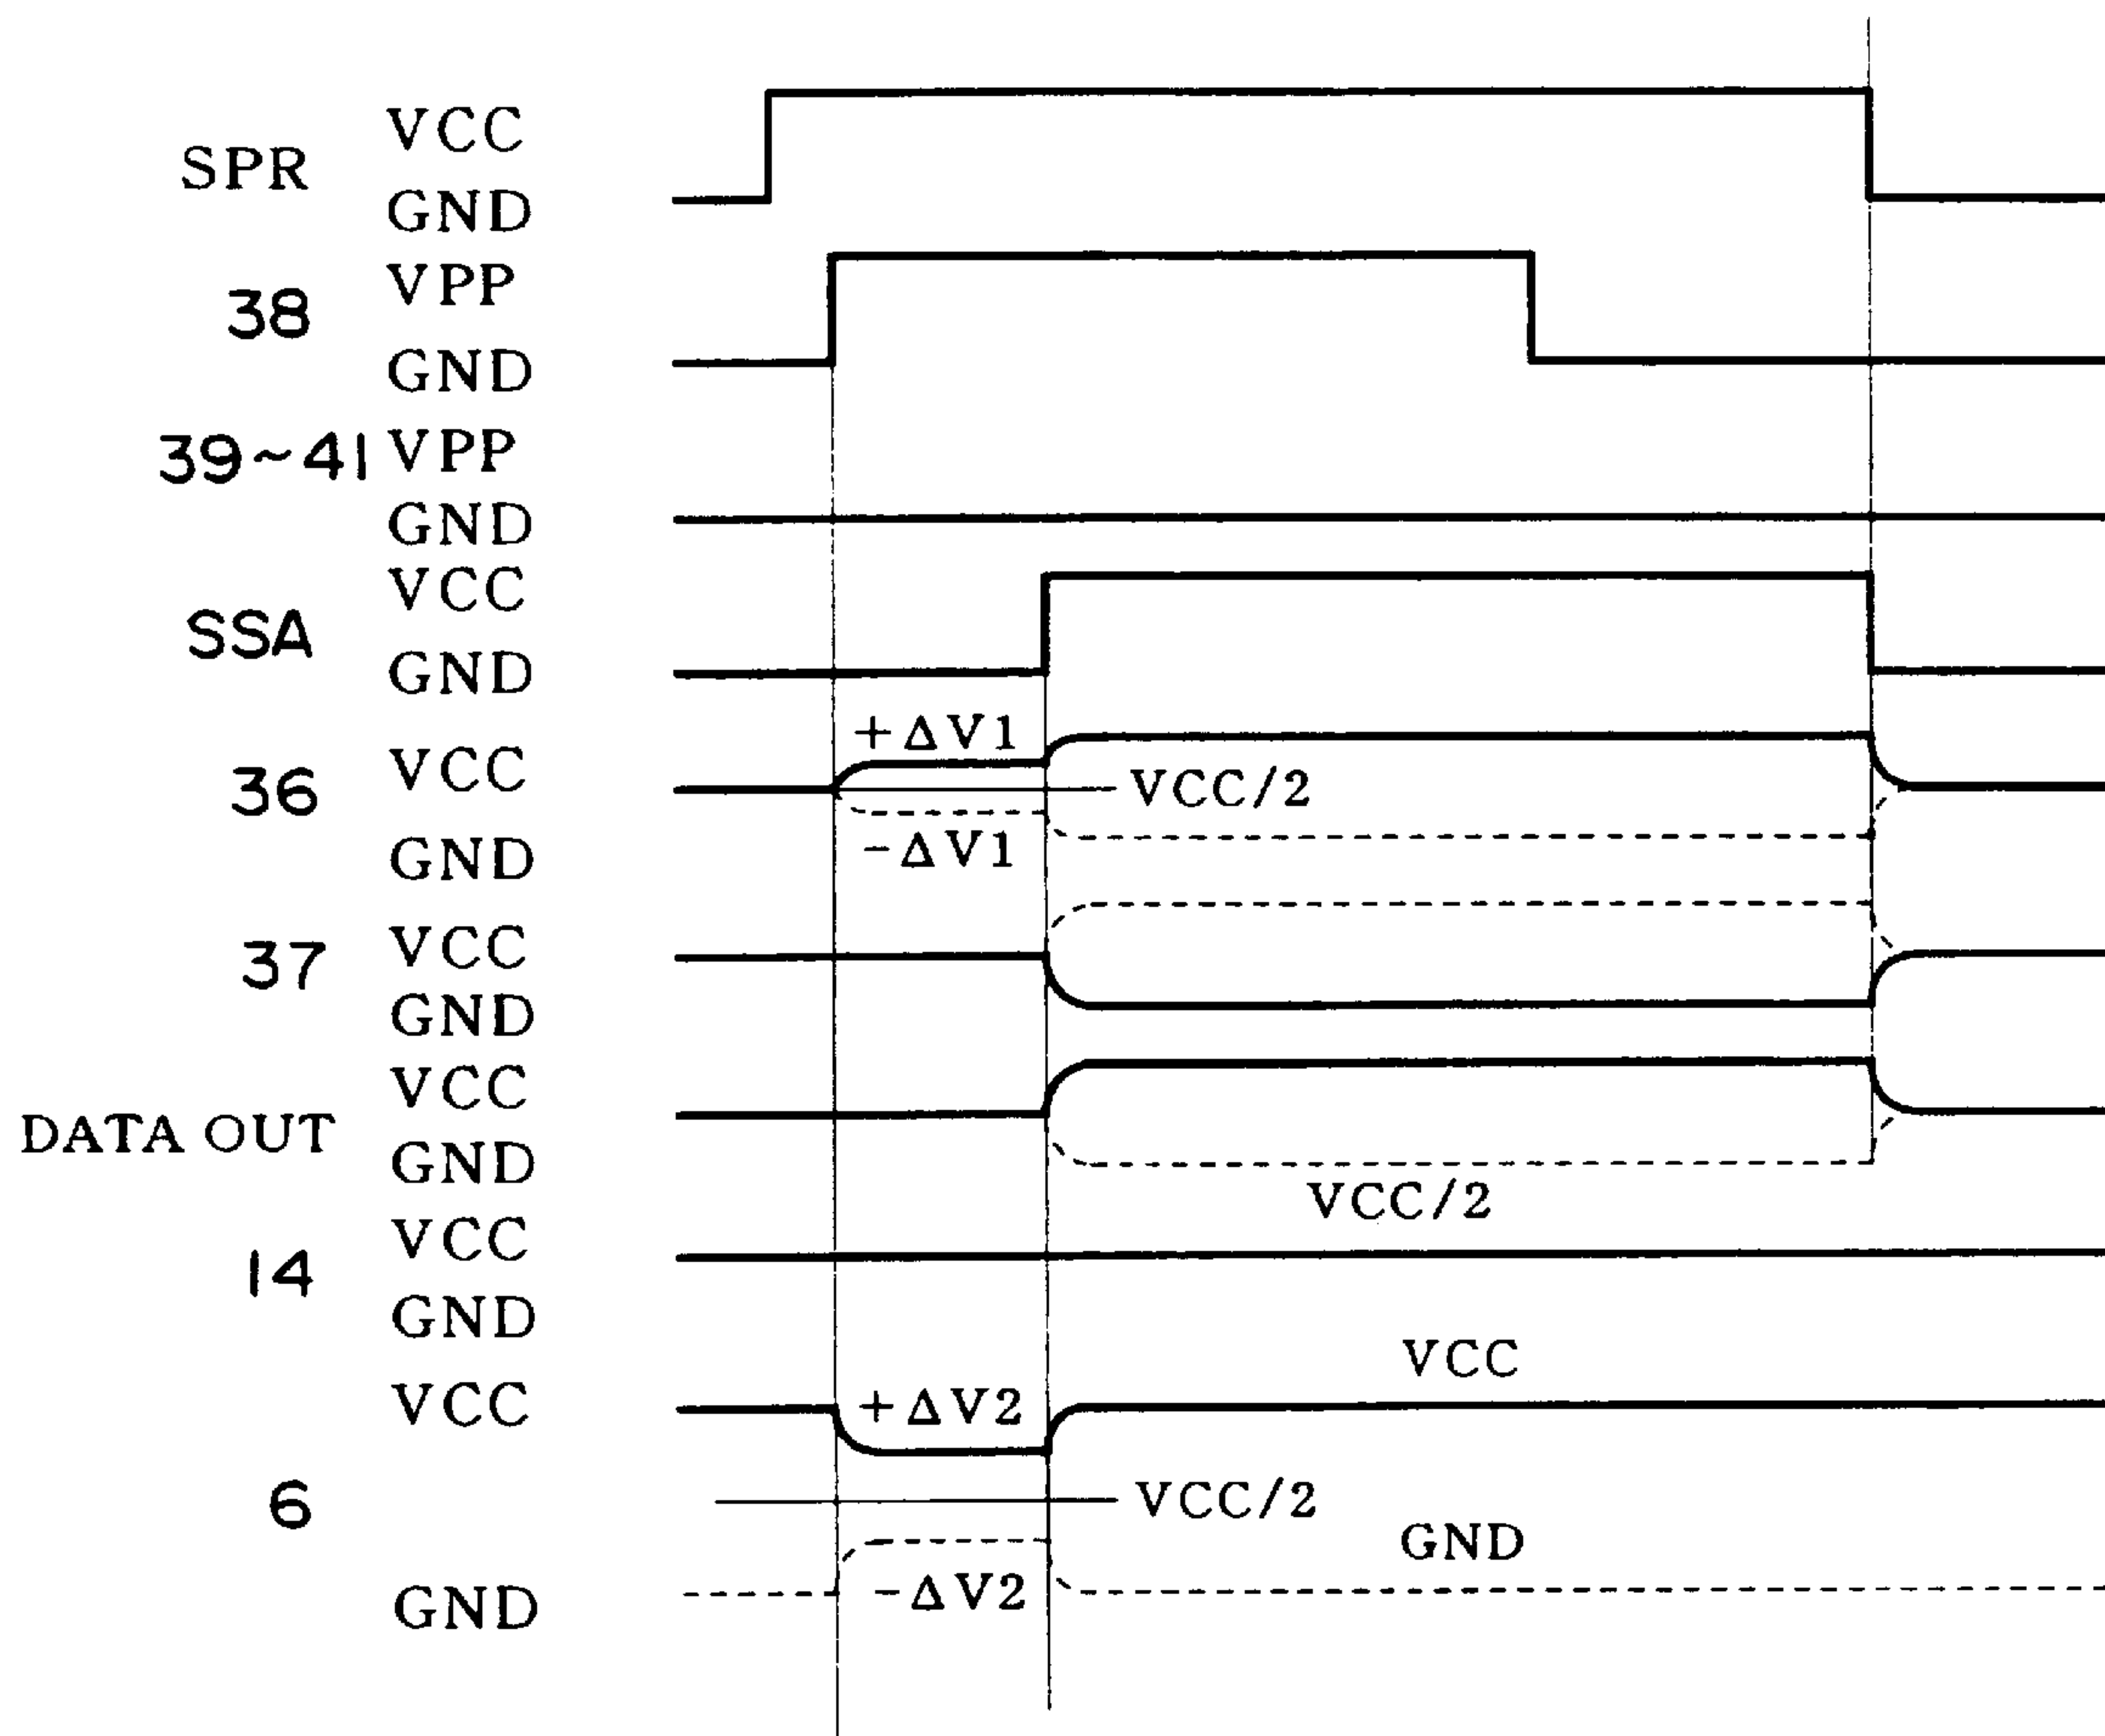 VCC
SPR
GND
VPP
38
GND
39~41 VPP
GND
VCC
SSA
GND
+ΔV1
VCC
36
VCC/2
-ΔV1
GND
VCC
37
GND
VCC
DATA OUT
GND
VCC/2
VCC
14
GND
VCC
VCC
+ΔV2
6
VCC/2
GND
-ΔV2
GND